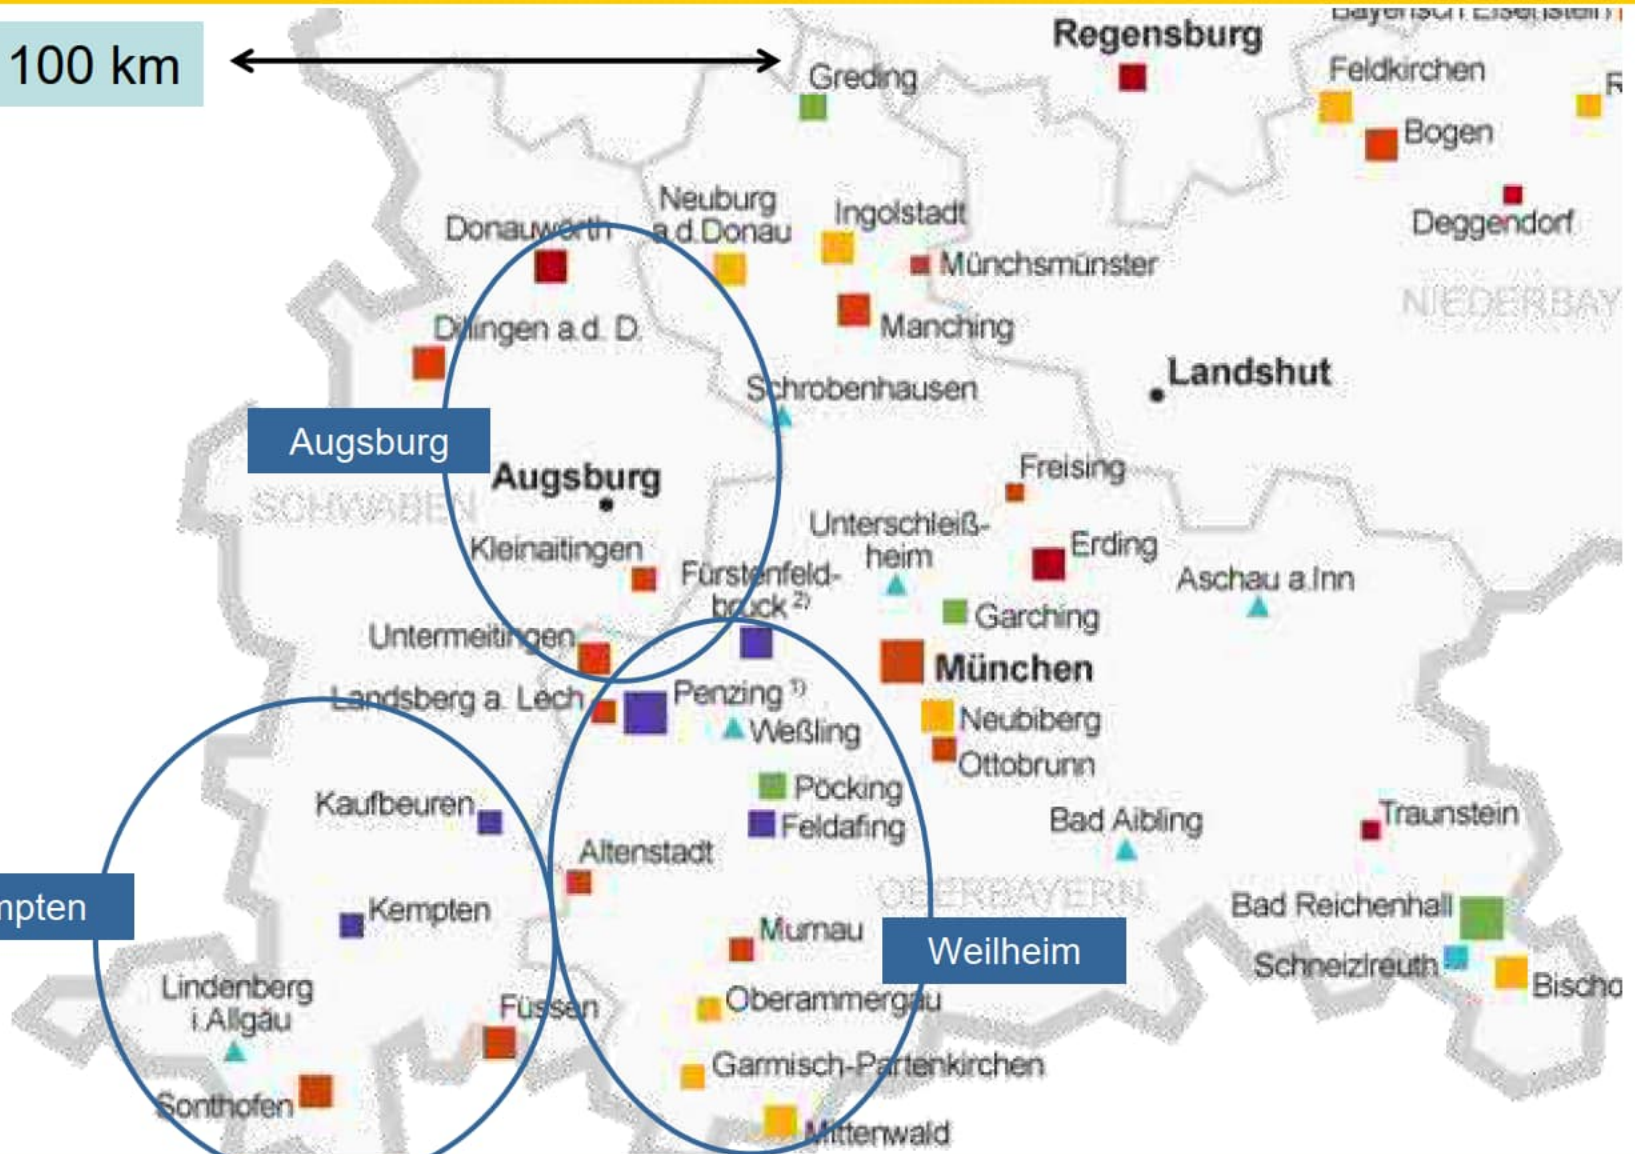 100 km
Regensburg
Bayerisch Eisenstein
Greding
Feldkirchen
R
Bogen
Neuburg
a.d.Donau
Ingolstadt
Donauwörth
Deggendorf
Münchsmünster
NIEDERBAY
Dillingen a.d. D.
Manching
Landshut
Schrobenhausen
Augsburg
Augsburg
SCHWABEN
Freising
Unterschleiß-
heim
Erding
Kleinaitingen
Fürstenfeld-
bruck 2)
Aschau a.Inn
Garching
Untermeitingen
München
Landsberg a. Lech
Penzing 1)
Weßling
Neubiberg
Ottobrunn
Kaufbeuren
Pöcking
Feldafing
Bad Aibling
Traunstein
Altenstadt
OBERBAYERN
mpten
Kempten
Bad Reichenhall
Murnau
Weilheim
Schneizlreuth
Bischo
Lindenberg
i.Allgäu
Füssen
Oberammergau
Garmisch-Partenkirchen
Sonthofen
Mittenwald